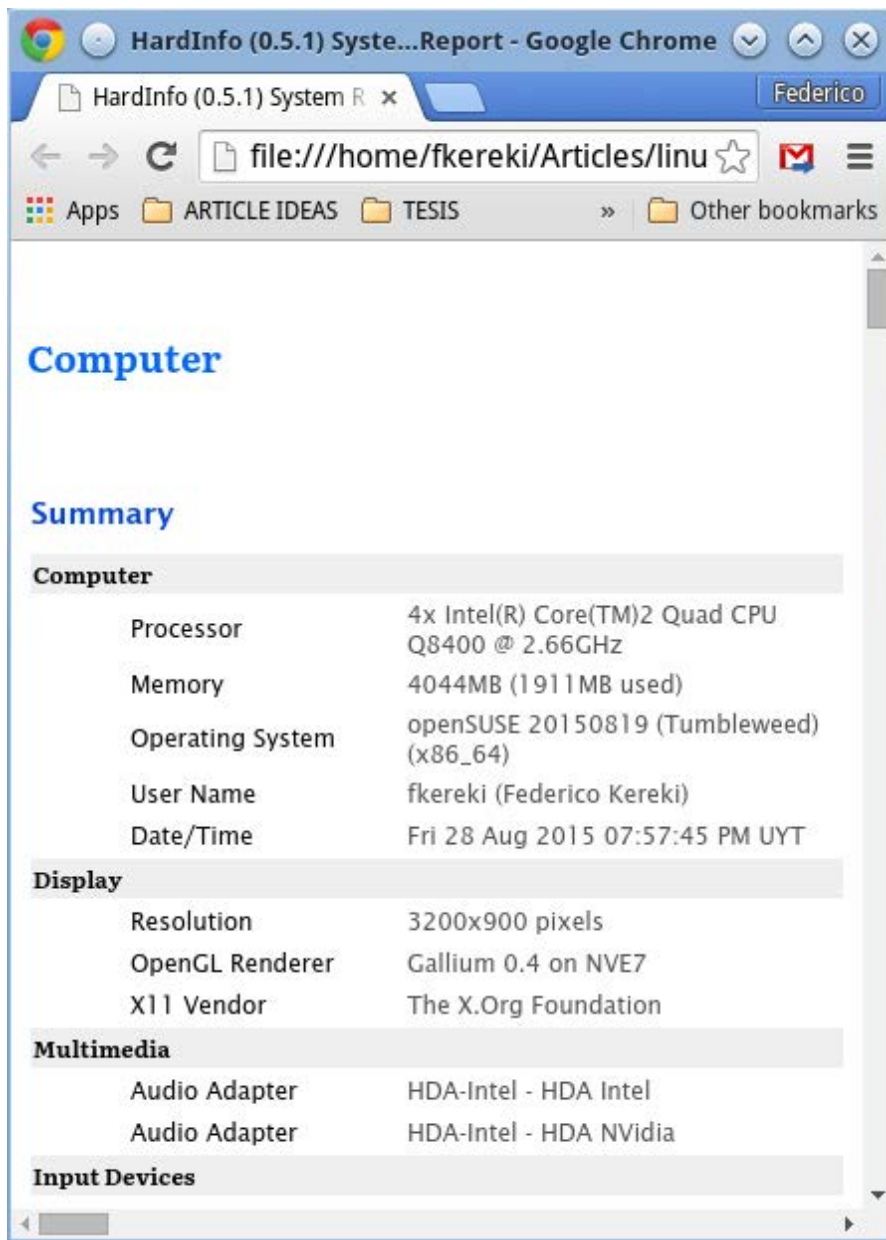 HardInfo (0.5.1) Syste...Report - Google Chrome
HardInfo (0.5.1) System R
Federico
file:///home/fkereki/Articles/linu
Apps ARTICLE IDEAS TESIS » Other bookmarks
Computer
Summary
Computer
Processor 4x Intel(R) Core(TM)2 Quad CPU
Q8400 @ 2.66GHz
Memory 4044MB (1911MB used)
Operating System openSUSE 20150819 (Tumbleweed)
(x86_64)
User Name fkereki (Federico Kereki)
Date/Time Fri 28 Aug 2015 07:57:45 PM UYT
Display
Resolution 3200x900 pixels
OpenGL Renderer Gallium 0.4 on NVE7
X11 Vendor The X.Org Foundation
Multimedia
Audio Adapter HDA-Intel - HDA Intel
Audio Adapter HDA-Intel - HDA NVidia
Input Devices